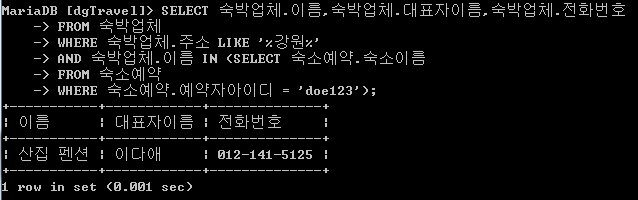 MariaDB [dgTravel]> SELECT 숙박업체.이름,숙박업체.대표자이름,숙박업체.전화번호
-> FROM 숙박업체
-> WHERE 숙박업체.주소 LIKE '%강원%'
-> AND 숙박업체.이름 IN (SELECT 숙소예약.숙소이름
-> FROM 숙소예약
-> WHERE 숙소예약.예약자아이디 = 'doe123');
+-----------+------------+--------------+
| 이름 | 대표자이름 | 전화번호 |
+-----------+------------+--------------+
| 산집 펜션 | 이다애 | 012-141-5125 |
+-----------+------------+--------------+
1 row in set (0.001 sec)